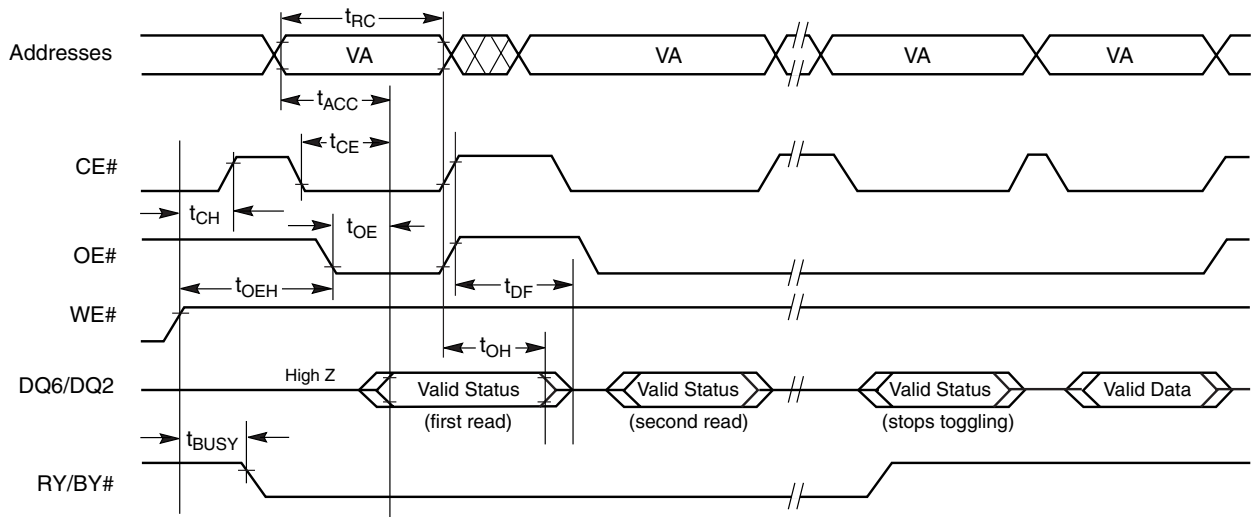 tRC
Addresses VA VA VA VA
tACC
tCE
CE#
tCH tOE
OE#
tOEH tDF
WE#
tOH
DQ6/DQ2 High Z Valid Status Valid Status Valid Status Valid Data
(first read) (second read) (stops toggling)
tBUSY
RY/BY#